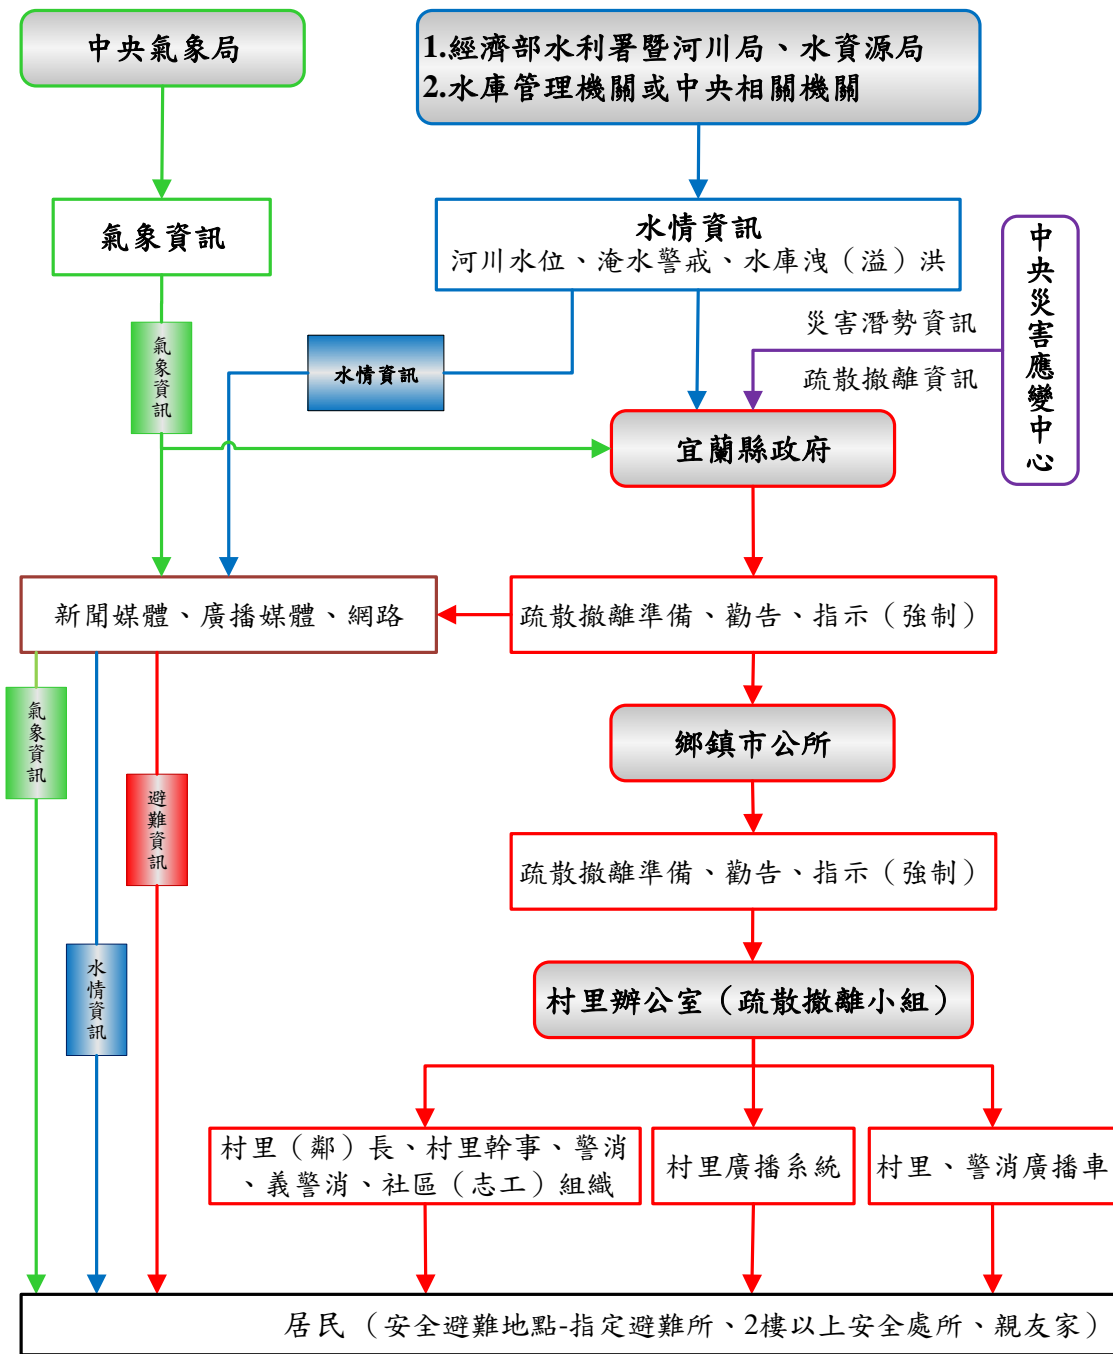 中央氣象局
1.經濟部水利署暨河川局、水資源局
2.水庫管理機關或中央相關機關
氣象資訊
水情資訊
河川水位、淹水警戒、水庫洩（溢）洪
中央災害應變中心
災害潛勢資訊
疏散撤離資訊
氣象資訊
水情資訊
宜蘭縣政府
新聞媒體、廣播媒體、網路
疏散撤離準備、勸告、指示（強制）
氣象資訊
避難資訊
水情資訊
鄉鎮市公所
疏散撤離準備、勸告、指示（強制）
村里辦公室（疏散撤離小組）
村里（鄰）長、村里幹事、警消
、義警消、社區（志工）組織
村里廣播系統
村里、警消廣播車
居民（安全避難地點-指定避難所、2樓以上安全處所、親友家）